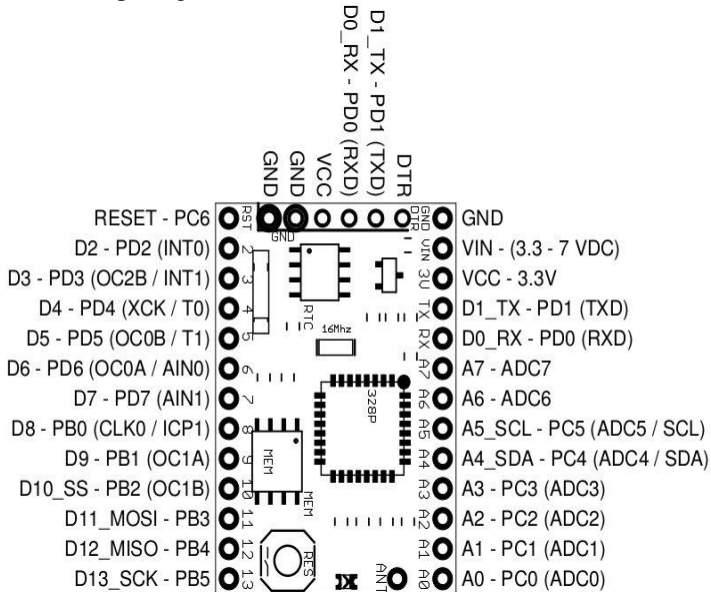 D0_RX - PD0 (RXD)
D1_TX - PD1 (TXD)
GND
GND
VCC
DTR
RESET - PC6
D2 - PD2 (INT0)
D3 - PD3 (OC2B / INT1)
D4 - PD4 (XCK / T0)
D5 - PD5 (OC0B / T1)
D6 - PD6 (OC0A / AIN0)
D7 - PD7 (AIN1)
D8 - PB0 (CLK0 / ICP1)
D9 - PB1 (OC1A)
D10_SS - PB2 (OC1B)
D11_MOSI - PB3
D12_MISO - PB4
D13_SCK - PB5
RST
2
3
4
5
6
7
8
9
10
11
12
13
GND
RTC
16Mhz
328P
MEM
MEM
RES
ANT
DTR
GND
VIN
3V
TX
RX
A7
A6
A5
A4
A3
A2
A1
A0
GND
VIN - (3.3 - 7 VDC)
VCC - 3.3V
D1_TX - PD1 (TXD)
D0_RX - PD0 (RXD)
A7 - ADC7
A6 - ADC6
A5_SCL - PC5 (ADC5 / SCL)
A4_SDA - PC4 (ADC4 / SDA)
A3 - PC3 (ADC3)
A2 - PC2 (ADC2)
A1 - PC1 (ADC1)
A0 - PC0 (ADC0)